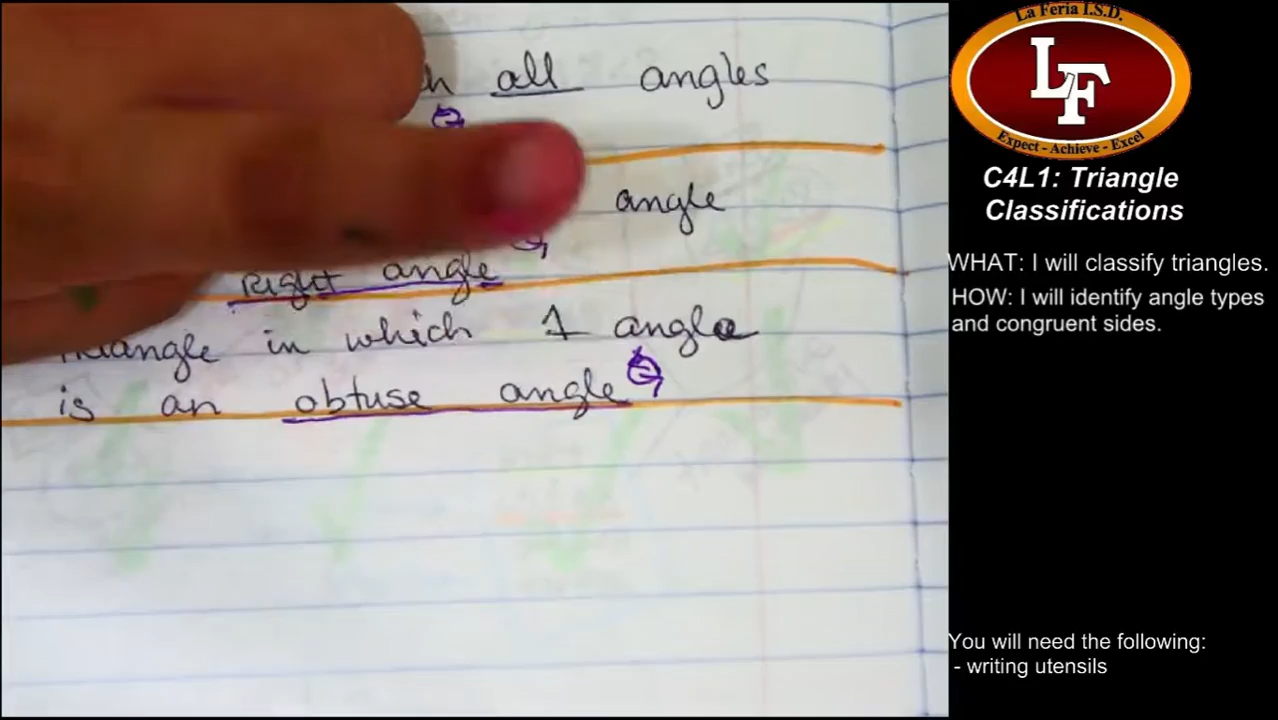 all angles
angle
right angle
triangle in which 1 angle
is an obtuse angle
La Feria I.S.D.
LF
Expect - Achieve - Excel
C4L1: Triangle
Classifications
WHAT: I will classify triangles.
HOW: I will identify angle types
and congruent sides.
You will need the following:
- writing utensils